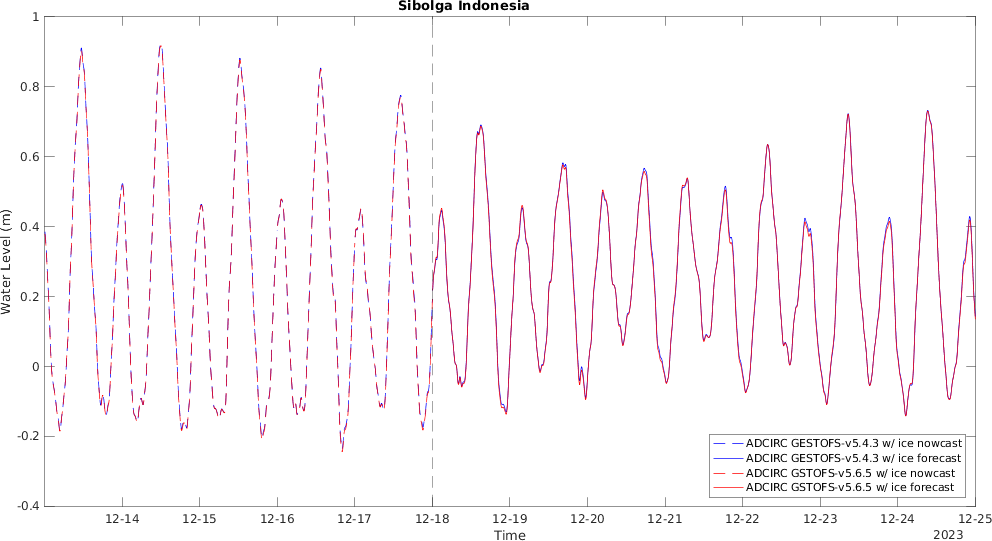 Sibolga Indonesia
1
0.8
0.6
0.4
0.2
0
-0.2
-0.4
Water Level (m)
ADCIRC GESTOFS-v5.4.3 w/ ice nowcast
ADCIRC GESTOFS-v5.4.3 w/ ice forecast
ADCIRC GSTOFS-v5.6.5 w/ ice nowcast
ADCIRC GSTOFS-v5.6.5 w/ ice forecast
12-14 12-15 12-16 12-17 12-18 12-19 12-20 12-21 12-22 12-23 12-24 12-25
Time
2023